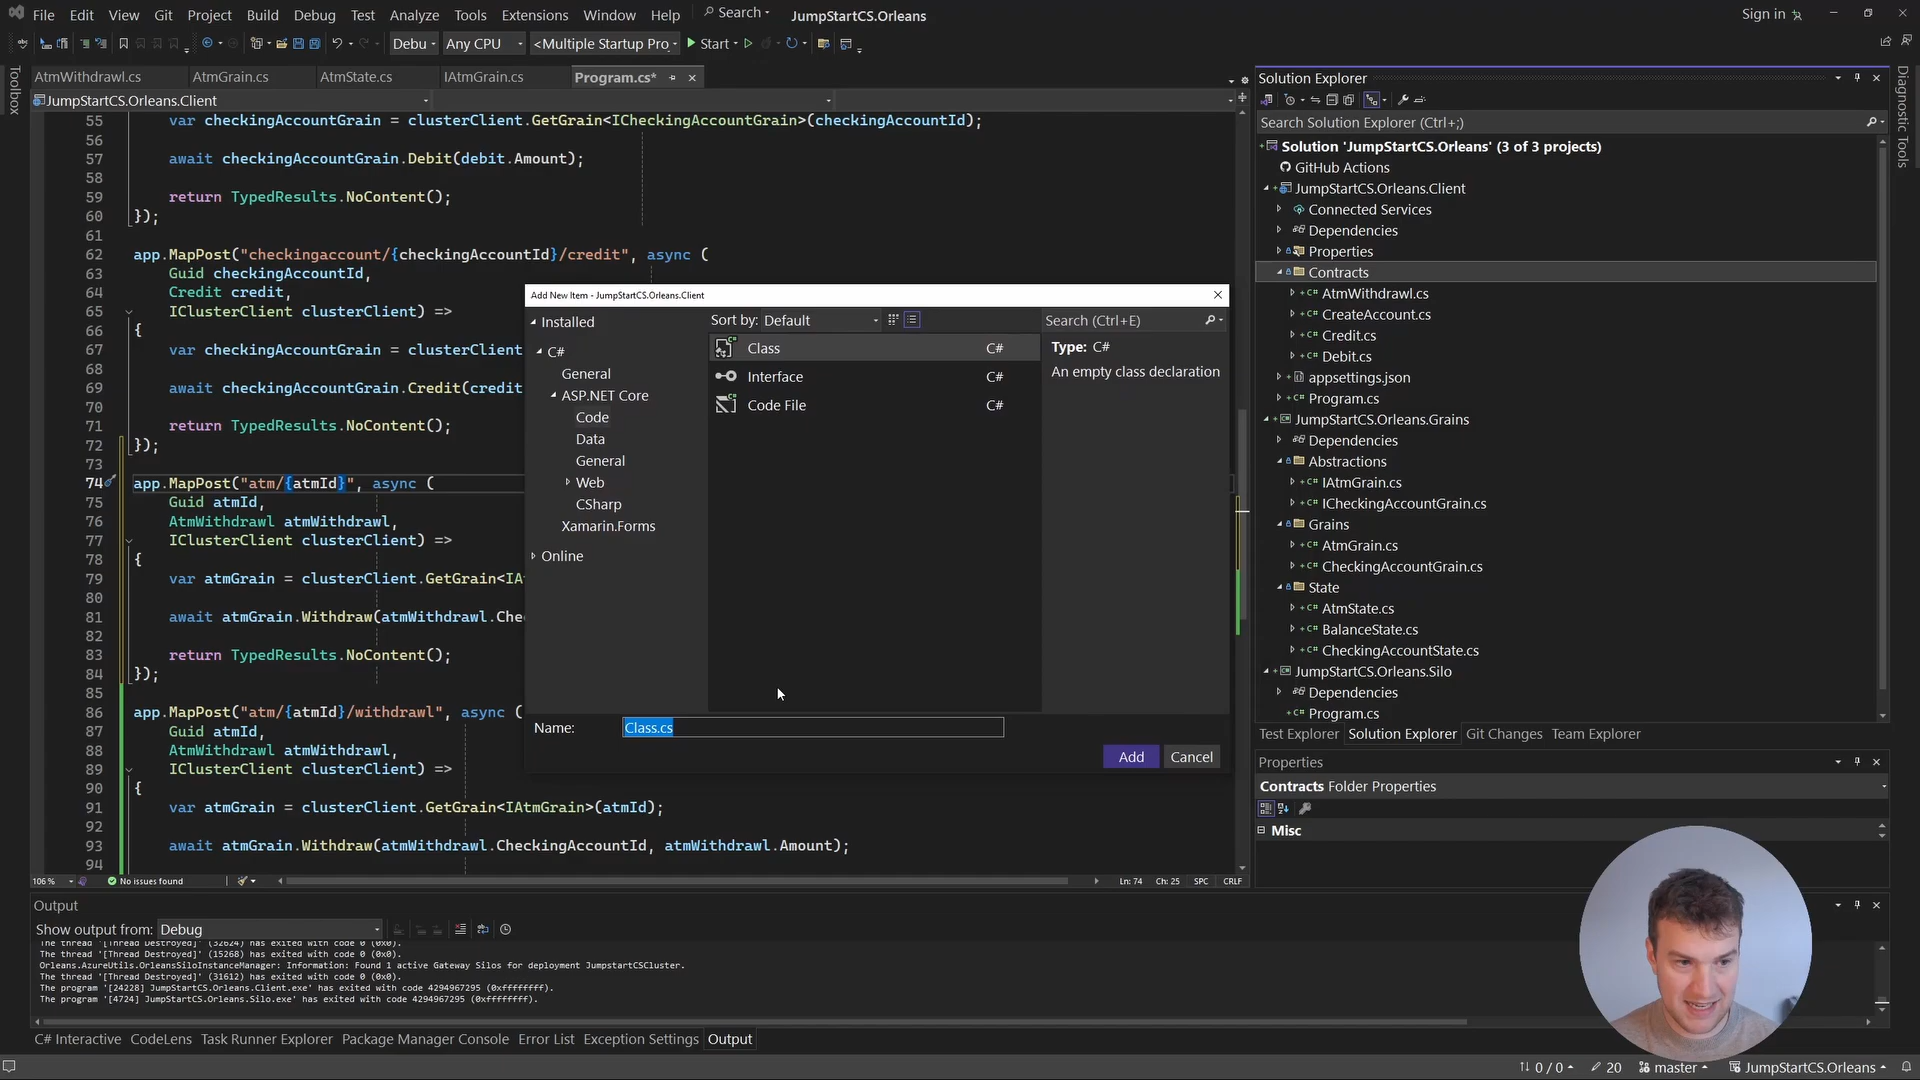 File Edit View Git Project Build Debug Test Analyze Tools Extensions Window Help Search JumpStartCS.Orleans Sign in
Debu Any CPU <Multiple Startup Pro Start
Toolbox
AtmWithdrawl.cs AtmGrain.cs AtmState.cs IAtmGrain.cs Program.cs*
JumpStartCS.Orleans.Client
55 var checkingAccountGrain = clusterClient.GetGrain<ICheckingAccountGrain>(checkingAccountId);
56
57 await checkingAccountGrain.Debit(debit.Amount);
58
59 return TypedResults.NoContent();
60 });
61
62 app.MapPost("checkingaccount/{checkingAccountId}/credit", async (
63 Guid checkingAccountId,
64 Credit credit,
65 IClusterClient clusterClient) =>
66 {
67 var checkingAccountGrain = clusterClient
68
69 await checkingAccountGrain.Credit(credit
70
71 return TypedResults.NoContent();
72 });
73
74 app.MapPost("atm/{atmId}", async (
75 Guid atmId,
76 AtmWithdrawl atmWithdrawl,
77 IClusterClient clusterClient) =>
78 {
79 var atmGrain = clusterClient.GetGrain<IA
80
81 await atmGrain.Withdraw(atmWithdrawl.Che
82
83 return TypedResults.NoContent();
84 });
85
86 app.MapPost("atm/{atmId}/withdrawl", async (
87 Guid atmId,
88 AtmWithdrawl atmWithdrawl,
89 IClusterClient clusterClient) =>
90 {
91 var atmGrain = clusterClient.GetGrain<IAtmGrain>(atmId);
92
93 await atmGrain.Withdraw(atmWithdrawl.CheckingAccountId, atmWithdrawl.Amount);
94
106 % No issues found Ln: 74 Ch: 25 SPC CRLF
Add New Item - JumpStartCS.Orleans.Client
Installed
C#
General
ASP.NET Core
Code
Data
General
Web
CSharp
Xamarin.Forms
Online
Sort by: Default
Class C#
Interface C#
Code File C#
Search (Ctrl+E)
Type: C#
An empty class declaration
Name: Class.cs
Add Cancel
Solution Explorer
Search Solution Explorer (Ctrl+;)
Solution 'JumpStartCS.Orleans' (3 of 3 projects)
GitHub Actions
JumpStartCS.Orleans.Client
Connected Services
Dependencies
Properties
Contracts
AtmWithdrawl.cs
CreateAccount.cs
Credit.cs
Debit.cs
appsettings.json
Program.cs
JumpStartCS.Orleans.Grains
Dependencies
Abstractions
IAtmGrain.cs
ICheckingAccountGrain.cs
Grains
AtmGrain.cs
CheckingAccountGrain.cs
State
AtmState.cs
BalanceState.cs
CheckingAccountState.cs
JumpStartCS.Orleans.Silo
Dependencies
Program.cs
Test Explorer Solution Explorer Git Changes Team Explorer
Diagnostic Tools
Properties
Contracts Folder Properties
Misc
Output
Show output from: Debug
The thread '[Thread Destroyed]' (32624) has exited with code 0 (0x0).
The thread '[Thread Destroyed]' (15268) has exited with code 0 (0x0).
Orleans.AzureUtils.OrleansSiloInstanceManager: Information: Found 1 active Gateway Silos for deployment JumpstartCSCluster.
The thread '[Thread Destroyed]' (31612) has exited with code 0 (0x0).
The program '[24228] JumpStartCS.Orleans.Client.exe' has exited with code 4294967295 (0xffffffff).
The program '[4724] JumpStartCS.Orleans.Silo.exe' has exited with code 4294967295 (0xffffffff).
C# Interactive CodeLens Task Runner Explorer Package Manager Console Error List Exception Settings Output
0 / 0 20 master JumpStartCS.Orleans